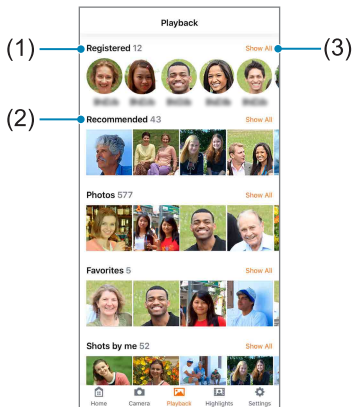 Playback
(1)
Registered 12
Show All
(3)
(2)
Recommended 43
Show All
Photos 577
Show All
Favorites 5
Show All
Shots by me 52
Show All
Home
Camera
Playback
Highlights
Settings